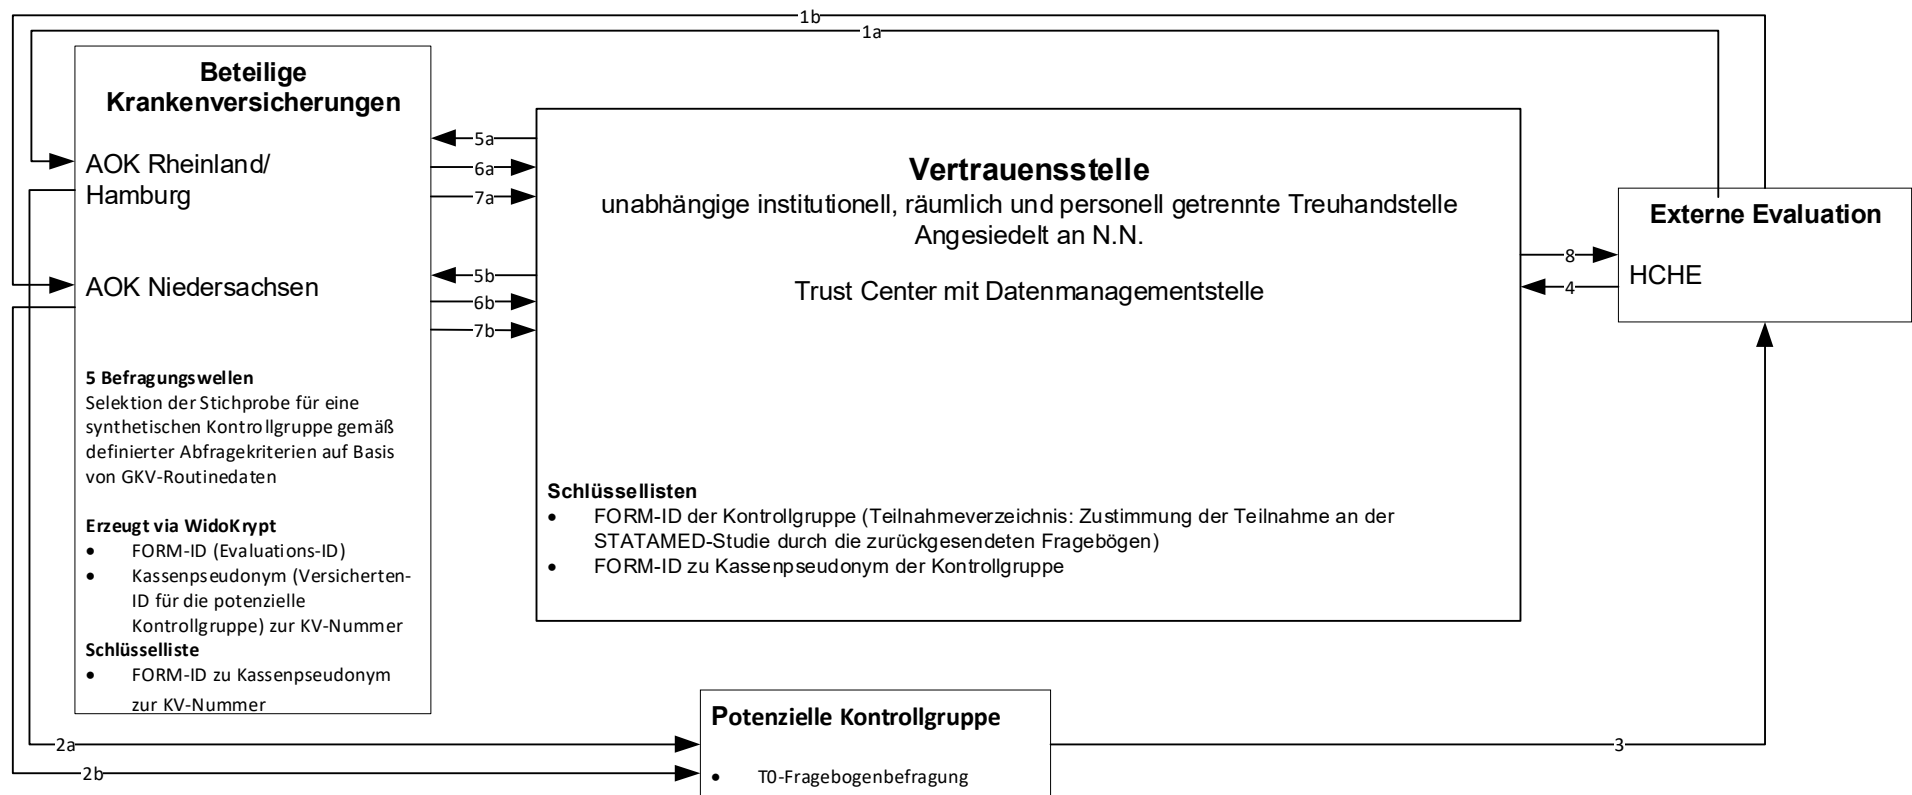 1b
1a
Beteilige
Krankenversicherungen
AOK Rheinland/
Hamburg
AOK Niedersachsen
5 Befragungswellen
Selektion der Stichprobe für eine
synthetischen Kontrollgruppe gemäß
definierter Abfragekriterien auf Basis
von GKV-Routinedaten
Erzeugt via WidoKrypt
• FORM-ID (Evaluations-ID)
• Kassenpseudonym (Versicherten-
ID für die potenzielle
Kontrollgruppe) zur KV-Nummer
Schlüsselliste
• FORM-ID zu Kassenpseudonym
zur KV-Nummer
5a
6a
7a
5b
6b
7b
Vertrauensstelle
unabhängige institutionell, räumlich und personell getrennte Treuhandstelle
Angesiedelt an N.N.
Trust Center mit Datenmanagementstelle
Schlüssellisten
• FORM-ID der Kontrollgruppe (Teilnahmeverzeichnis: Zustimmung der Teilnahme an der
STATAMED-Studie durch die zurückgesendeten Fragebögen)
• FORM-ID zu Kassenpseudonym der Kontrollgruppe
8
4
Externe Evaluation
HCHE
2a
2b
Potenzielle Kontrollgruppe
• T0-Fragebogenbefragung
3